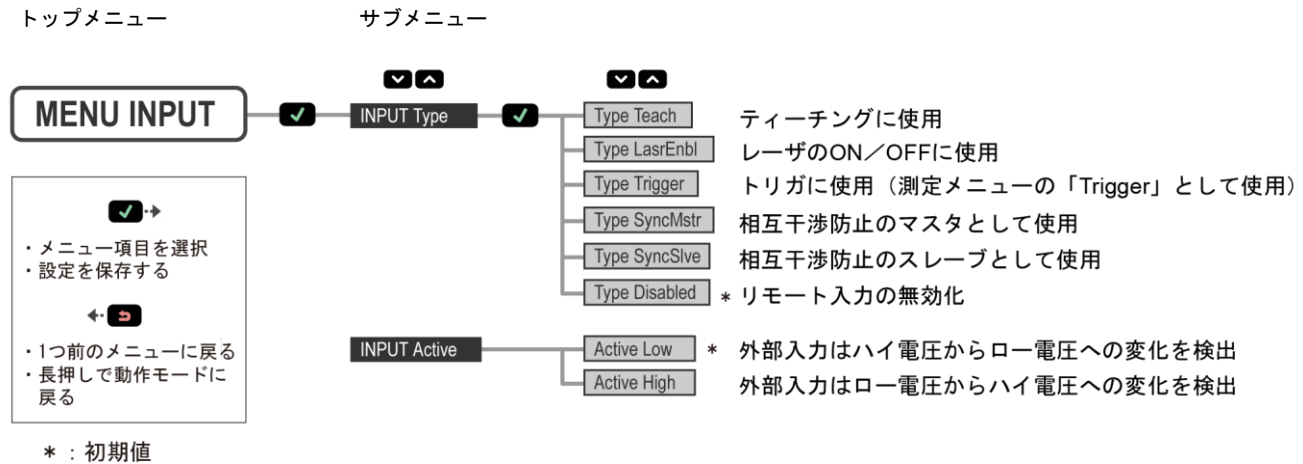 トップメニュー
サブメニュー
MENU INPUT
INPUT Type
Type Teach
ティーチングに使用
Type LasrEnbl
レーザのON／OFFに使用
Type Trigger
トリガに使用（測定メニューの「Trigger」として使用）
Type SyncMstr
相互干渉防止のマスタとして使用
Type SyncSlve
相互干渉防止のスレーブとして使用
Type Disabled
* リモート入力の無効化
INPUT Active
Active Low
* 外部入力はハイ電圧からロー電圧への変化を検出
Active High
外部入力はロー電圧からハイ電圧への変化を検出
・メニュー項目を選択
・設定を保存する
・1つ前のメニューに戻る
・長押しで動作モードに
戻る
*：初期値